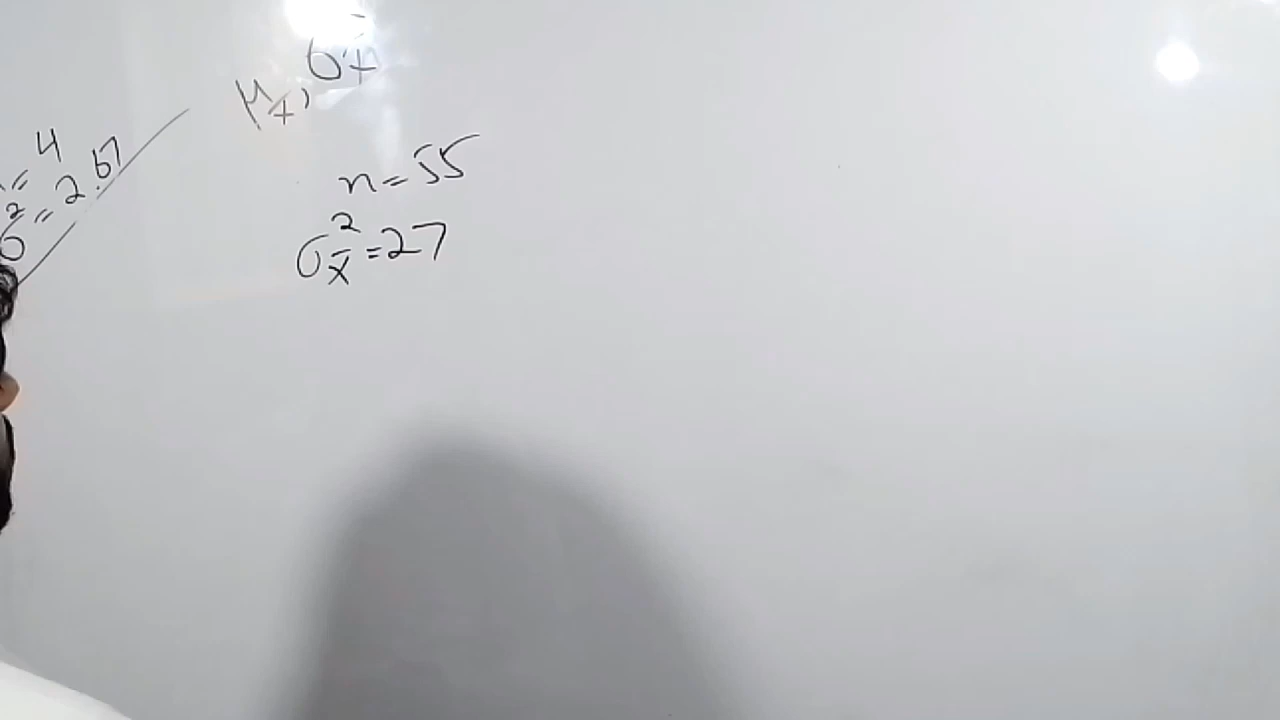 μx̄, σx̄
= 4
σ² = 2.67
n = 55
σ²x̄ = 27